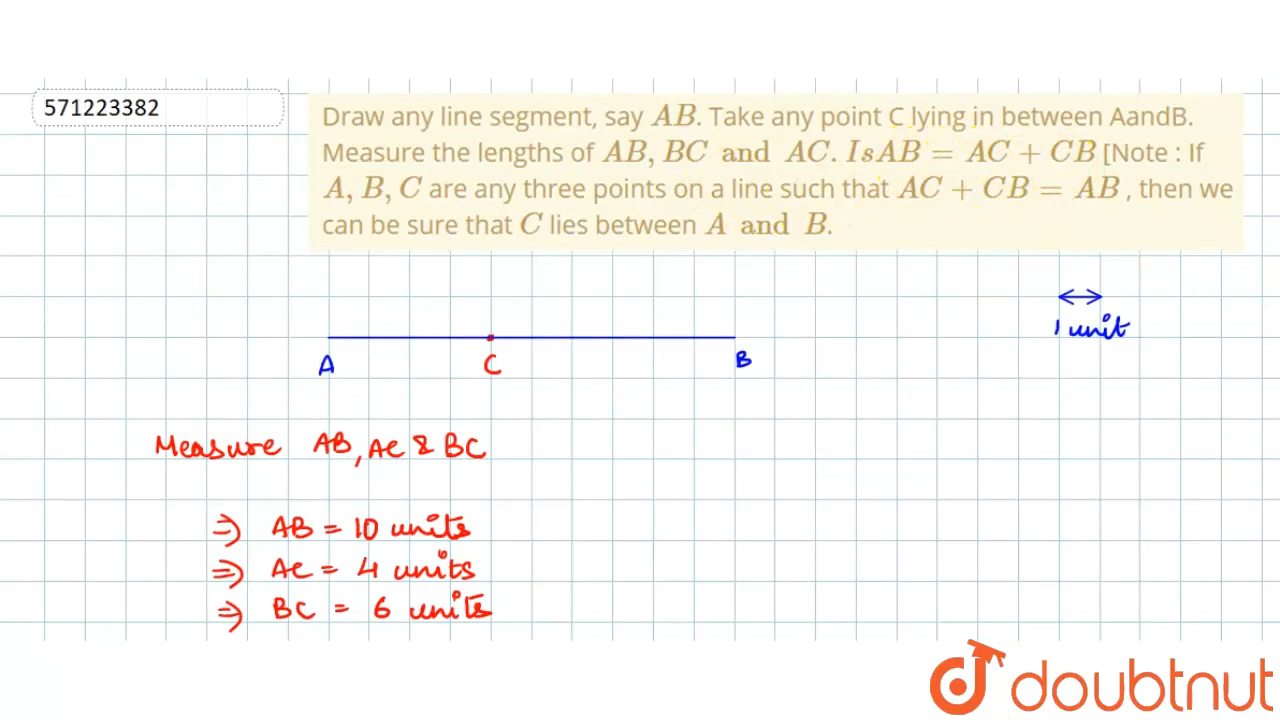 571223382
Draw any line segment, say AB. Take any point C lying in between AandB.
Measure the lengths of AB, BC and AC. IsAB = AC + CB [Note : If
A, B, C are any three points on a line such that AC + CB = AB, then we
can be sure that C lies between A and B.
1 unit
A C B
Measure AB, AC & BC
⇒ AB = 10 units
⇒ AC = 4 units
⇒ BC = 6 units
doubtnut